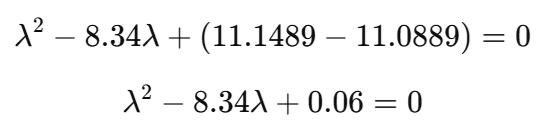 λ² − 8.34λ + (11.1489 − 11.0889) = 0
λ² − 8.34λ + 0.06 = 0